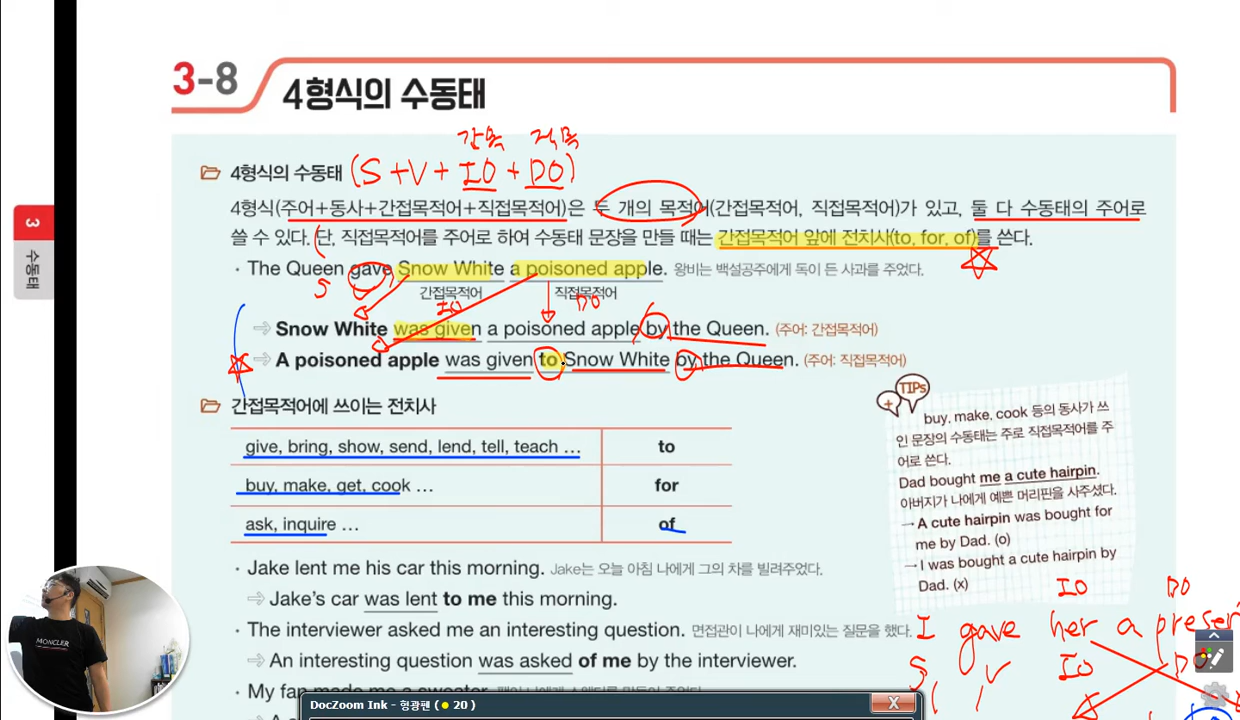 3-8 4형식의 수동태
간목 직목
4형식의 수동태 (S+V+IO+DO)
4형식(주어+동사+간접목적어+직접목적어)은 두 개의 목적어(간접목적어, 직접목적어)가 있고, 둘 다 수동태의 주어로
쓸 수 있다. 단, 직접목적어를 주어로 하여 수동태 문장을 만들 때는 간접목적어 앞에 전치사(to, for, of)를 쓴다.
· The Queen gave Snow White a poisoned apple. 왕비는 백설공주에게 독이 든 사과를 주었다.
S 간접목적어 직접목적어
IO DO
⇨ Snow White was given a poisoned apple by the Queen. (주어: 간접목적어)
⇨ A poisoned apple was given to Snow White by the Queen. (주어: 직접목적어)
간접목적어에 쓰이는 전치사
give, bring, show, send, lend, tell, teach ... to
buy, make, get, cook ... for
ask, inquire ... of
· Jake lent me his car this morning. Jake는 오늘 아침 나에게 그의 차를 빌려주었다.
⇨ Jake's car was lent to me this morning.
· The interviewer asked me an interesting question. 면접관이 나에게 재미있는 질문을 했다.
⇨ An interesting question was asked of me by the interviewer.
· My fan made me a sweater.
+ TIPs
buy, make, cook 등의 동사가 쓰
인 문장의 수동태는 주로 직접목적어를 주
어로 쓴다.
Dad bought me a cute hairpin.
아버지가 나에게 예쁜 머리핀을 사주셨다.
→ A cute hairpin was bought for
me by Dad. (o)
→ I was bought a cute hairpin by
Dad. (x)
IO DO
I gave her a presen
S V IO DO
3
수동태
MONCLER
DocZoom Ink - 형광펜 ( 20 )